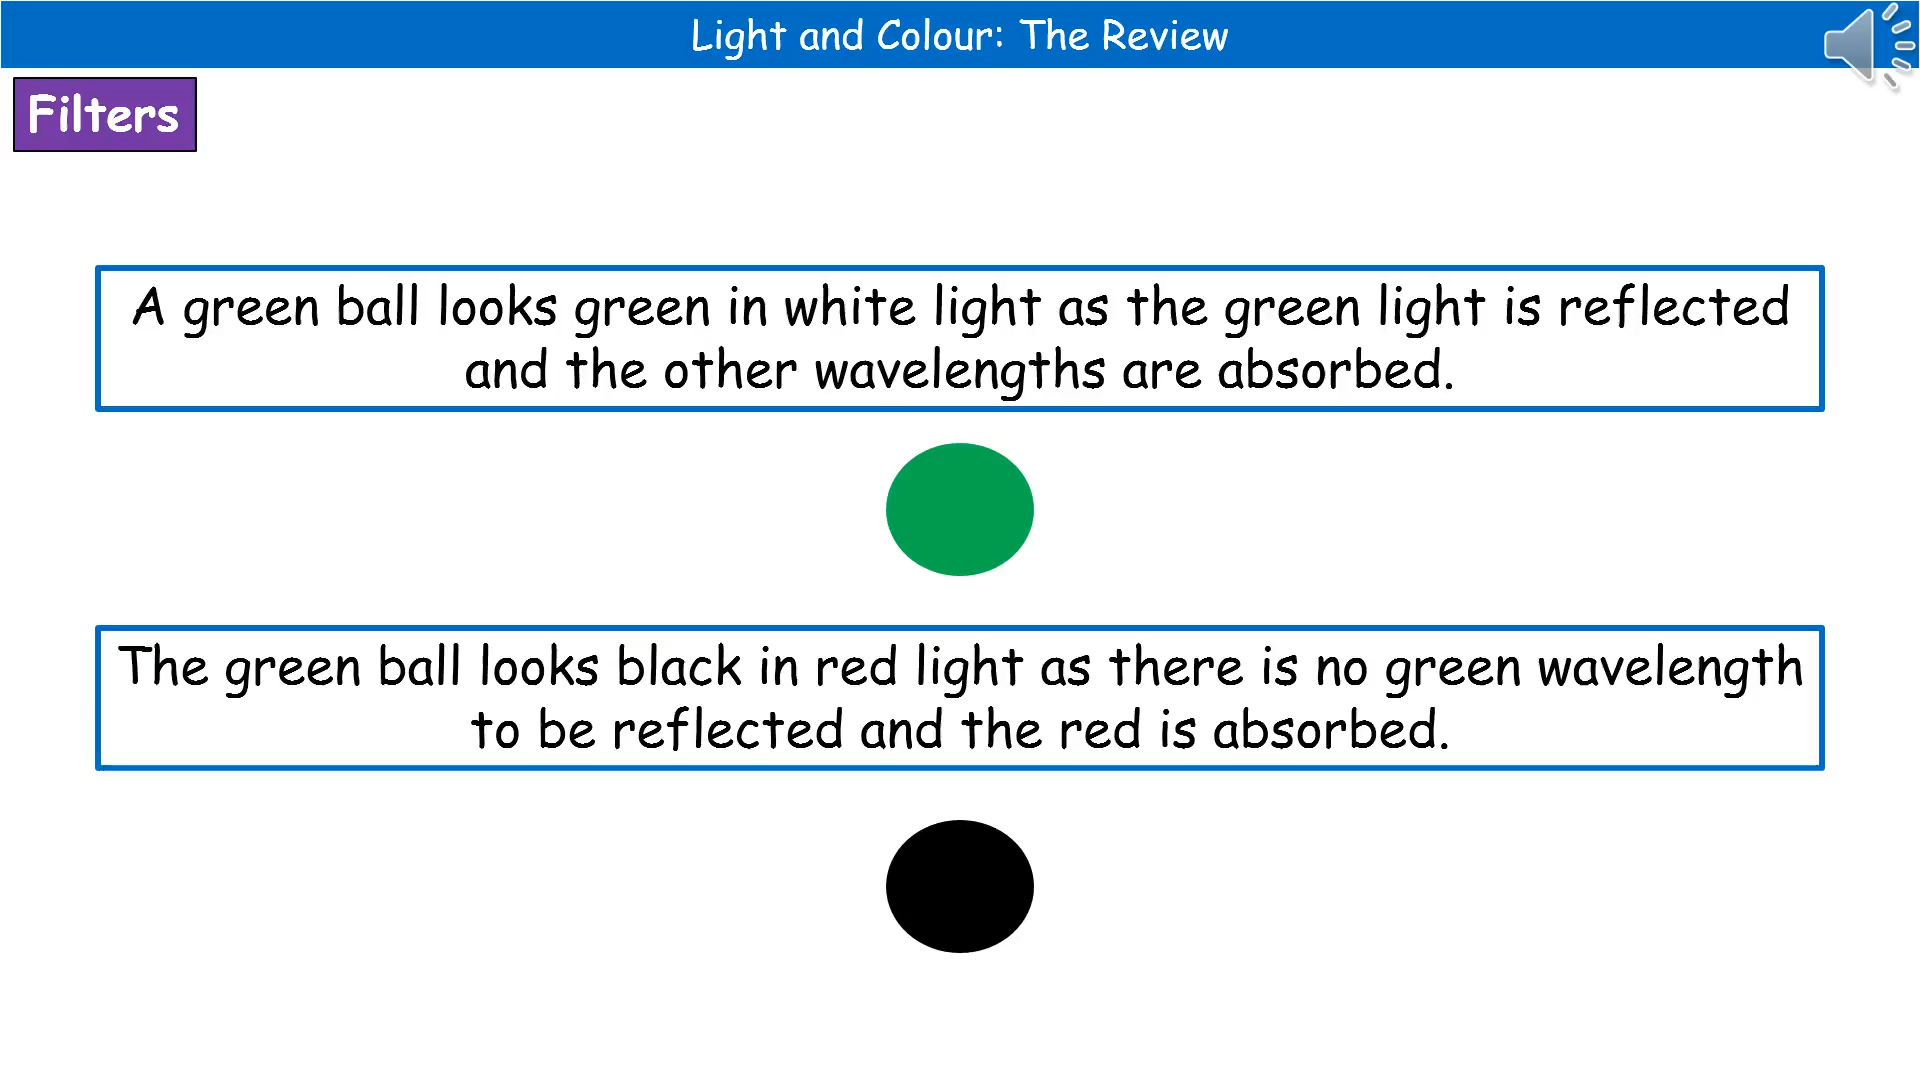 Light and Colour: The Review
Filters
A green ball looks green in white light as the green light is reflected
and the other wavelengths are absorbed.
The green ball looks black in red light as there is no green wavelength
to be reflected and the red is absorbed.